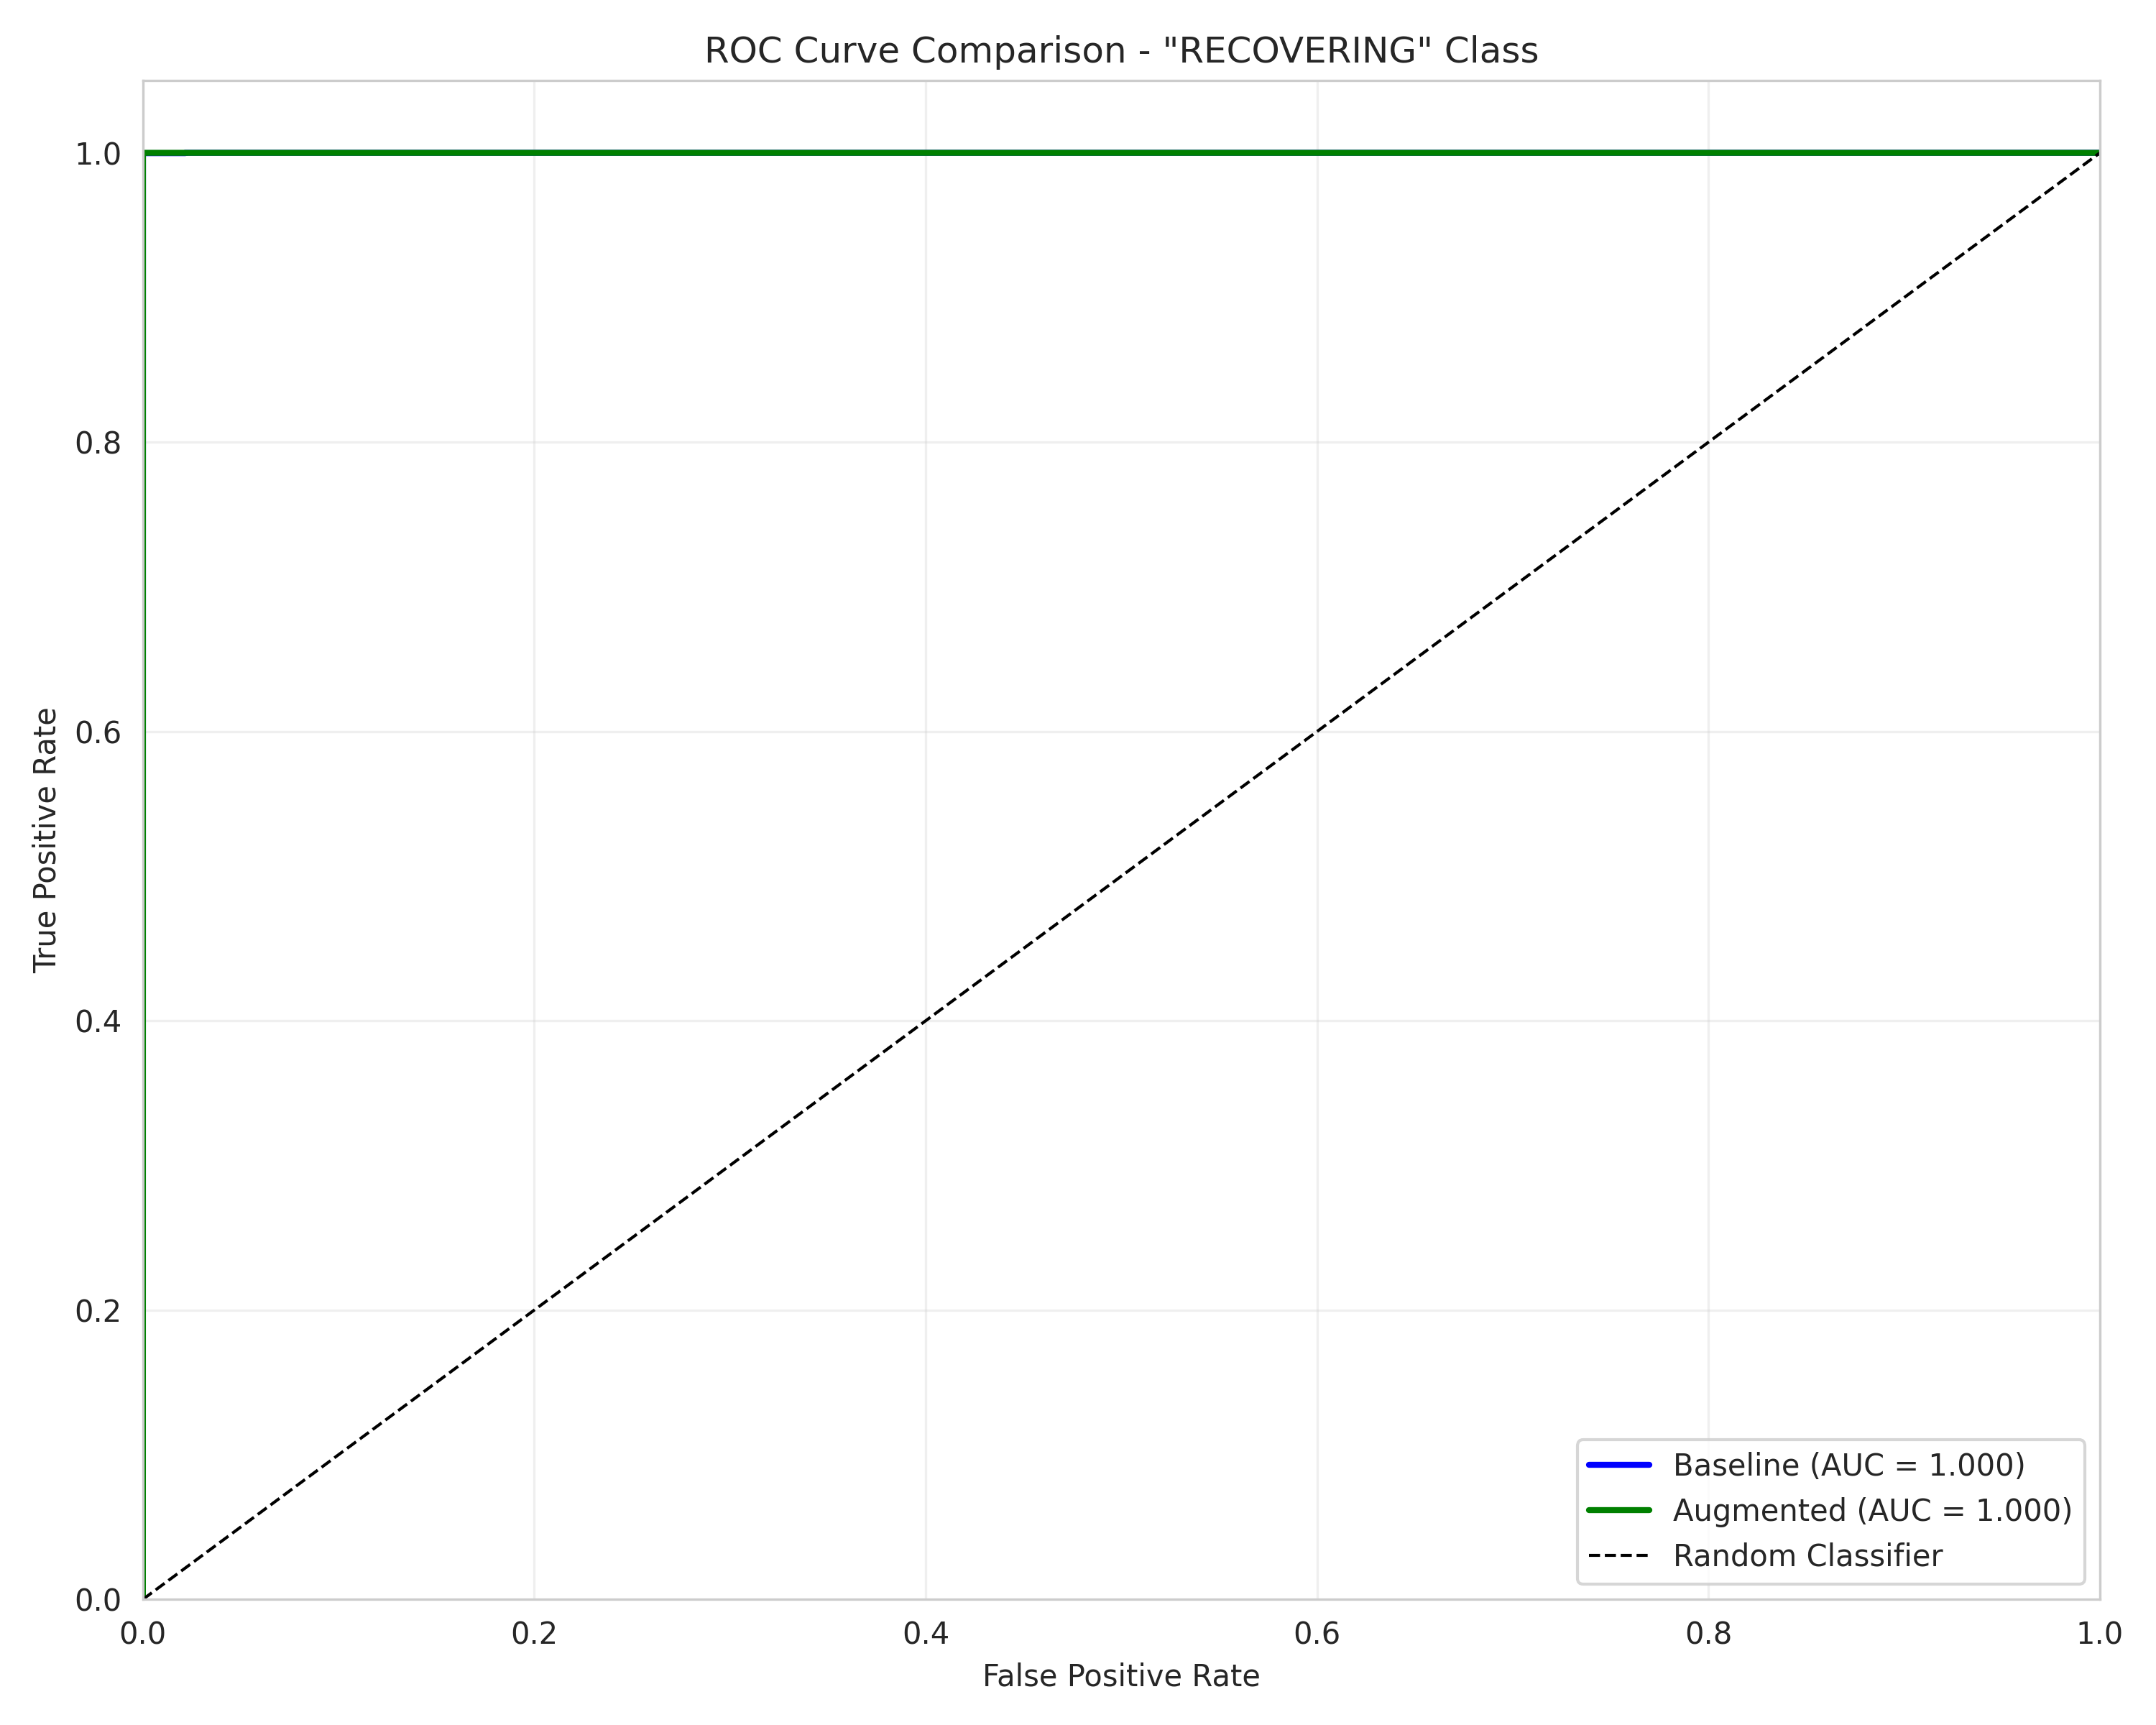 ROC Curve Comparison - "RECOVERING" Class
True Positive Rate
1.0
0.8
0.6
0.4
0.2
0.0
0.0 0.2 0.4 0.6 0.8 1.0
False Positive Rate
Baseline (AUC = 1.000)
Augmented (AUC = 1.000)
Random Classifier